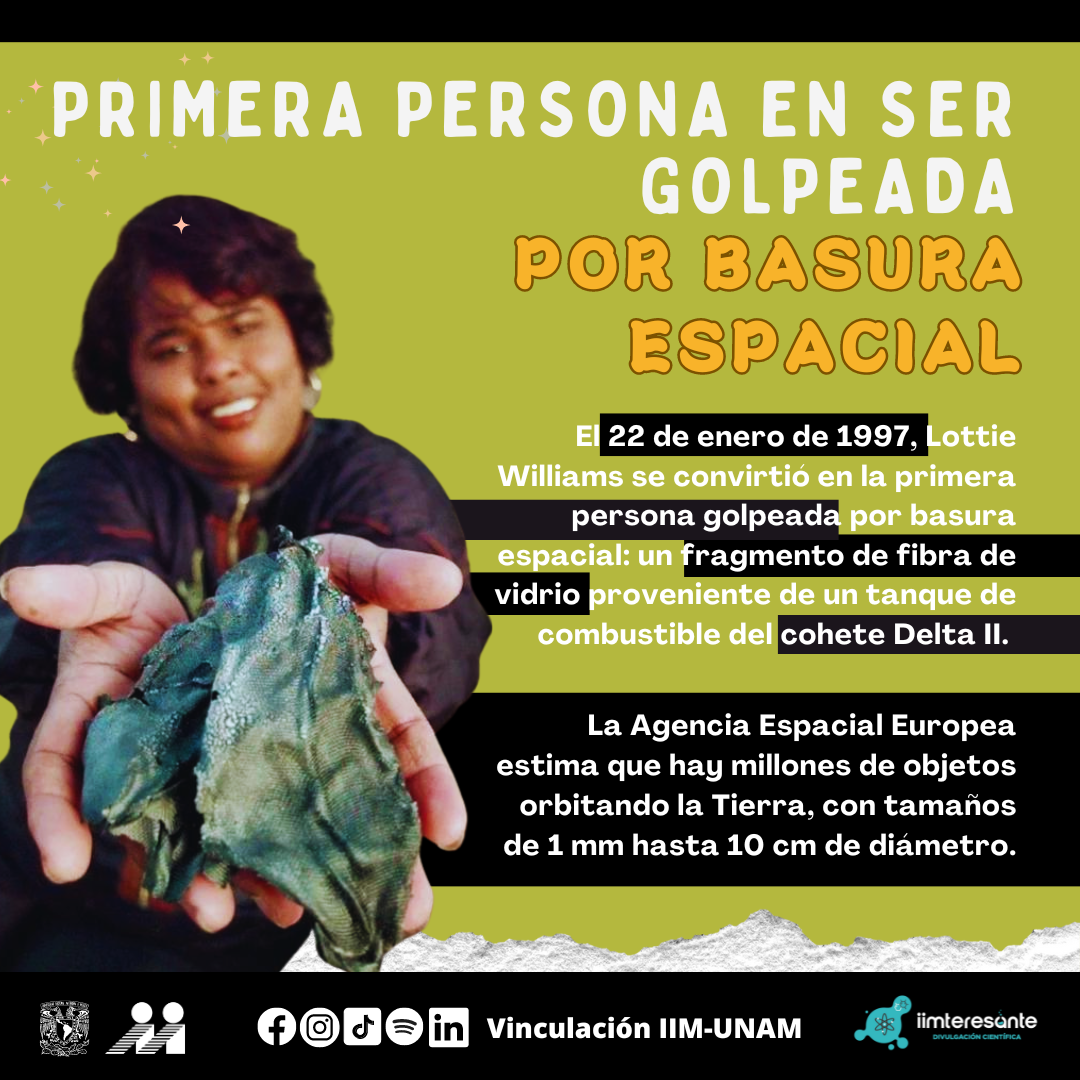 PRIMERA PERSONA EN SER
GOLPEADA
POR BASURA
ESPACIAL
El 22 de enero de 1997, Lottie
Williams se convirtió en la primera
persona golpeada por basura
espacial: un fragmento de fibra de
vidrio proveniente de un tanque de
combustible del cohete Delta II.
La Agencia Espacial Europea
estima que hay millones de objetos
orbitando la Tierra, con tamaños
de 1 mm hasta 10 cm de diámetro.
Vinculación IIM-UNAM
iimteresánte
DIVULGACIÓN CIENTÍFICA